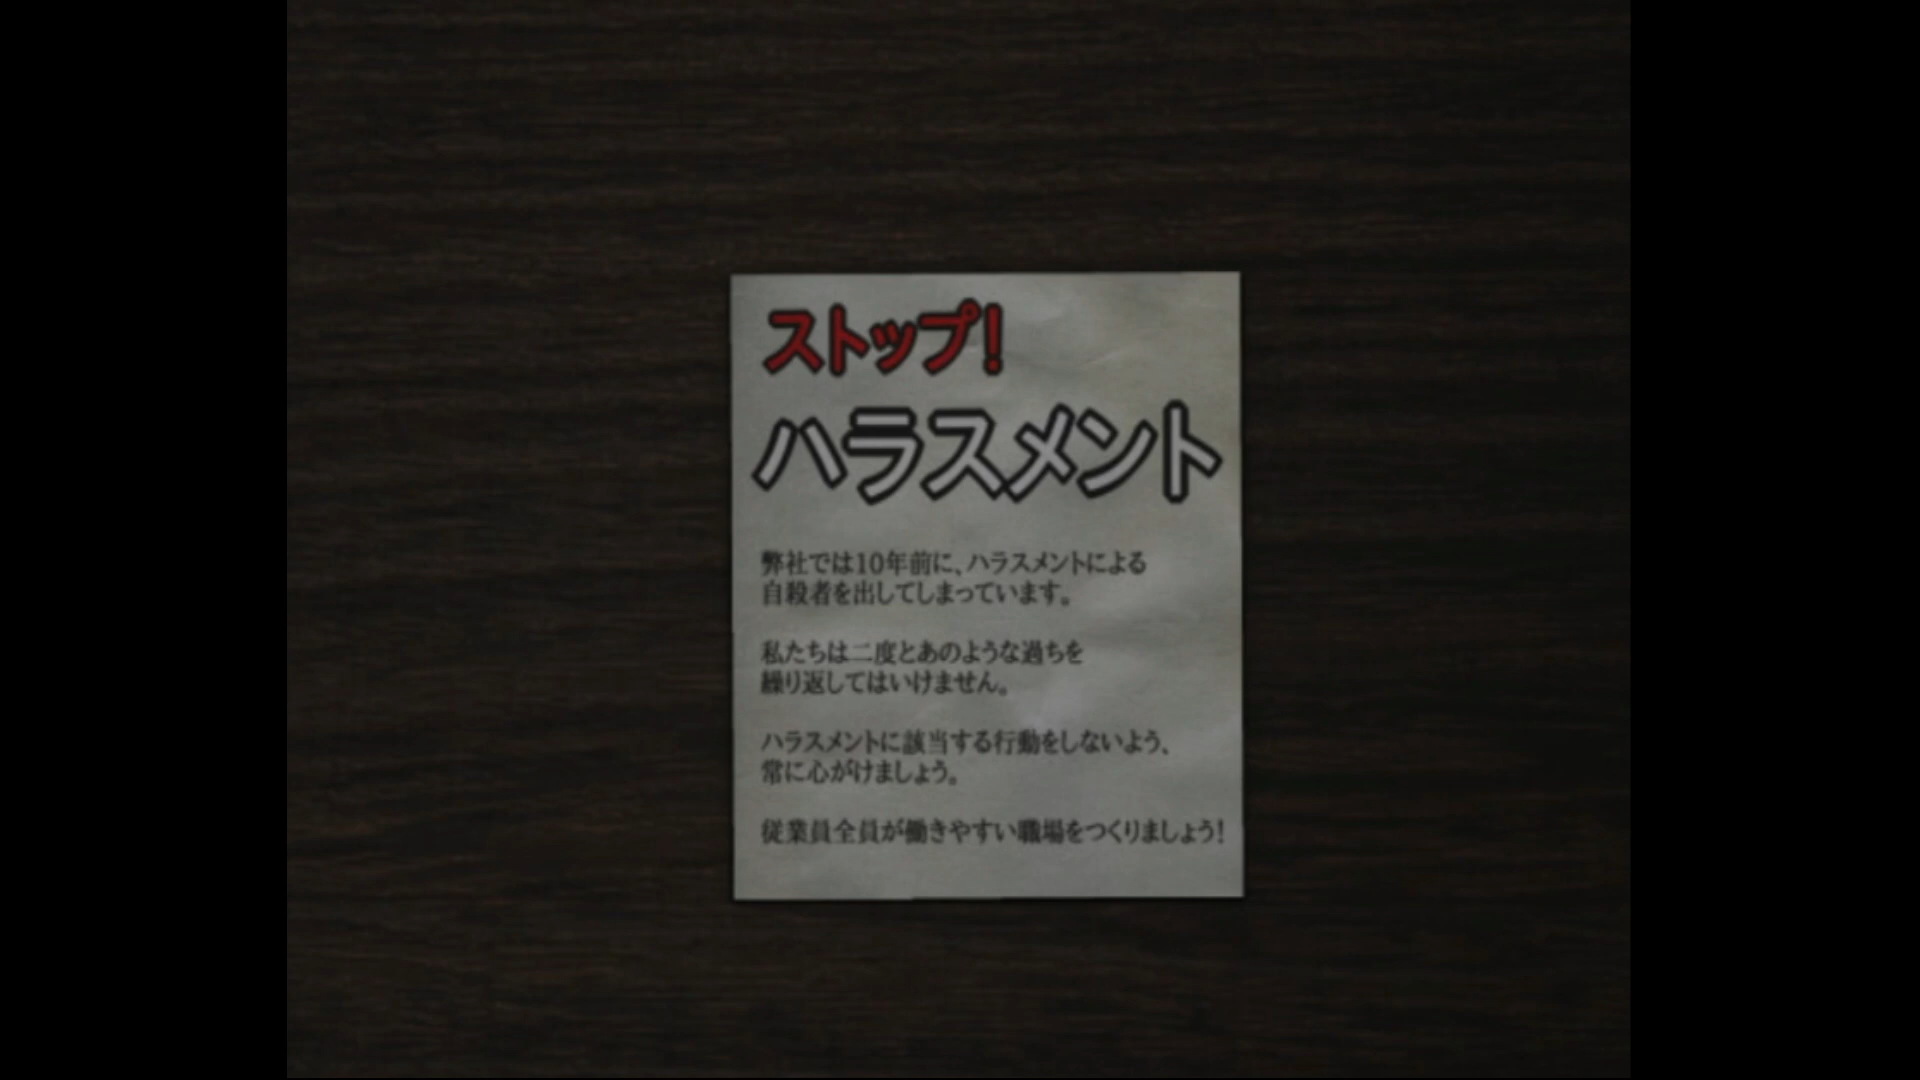 ストップ!
ハラスメント
弊社では10年前に、ハラスメントによる
自殺者を出してしまっています。
私たちは二度とあのような過ちを
繰り返してはいけません。
ハラスメントに該当する行動をしないよう、
常に心がけましょう。
従業員全員が働きやすい職場をつくりましょう!